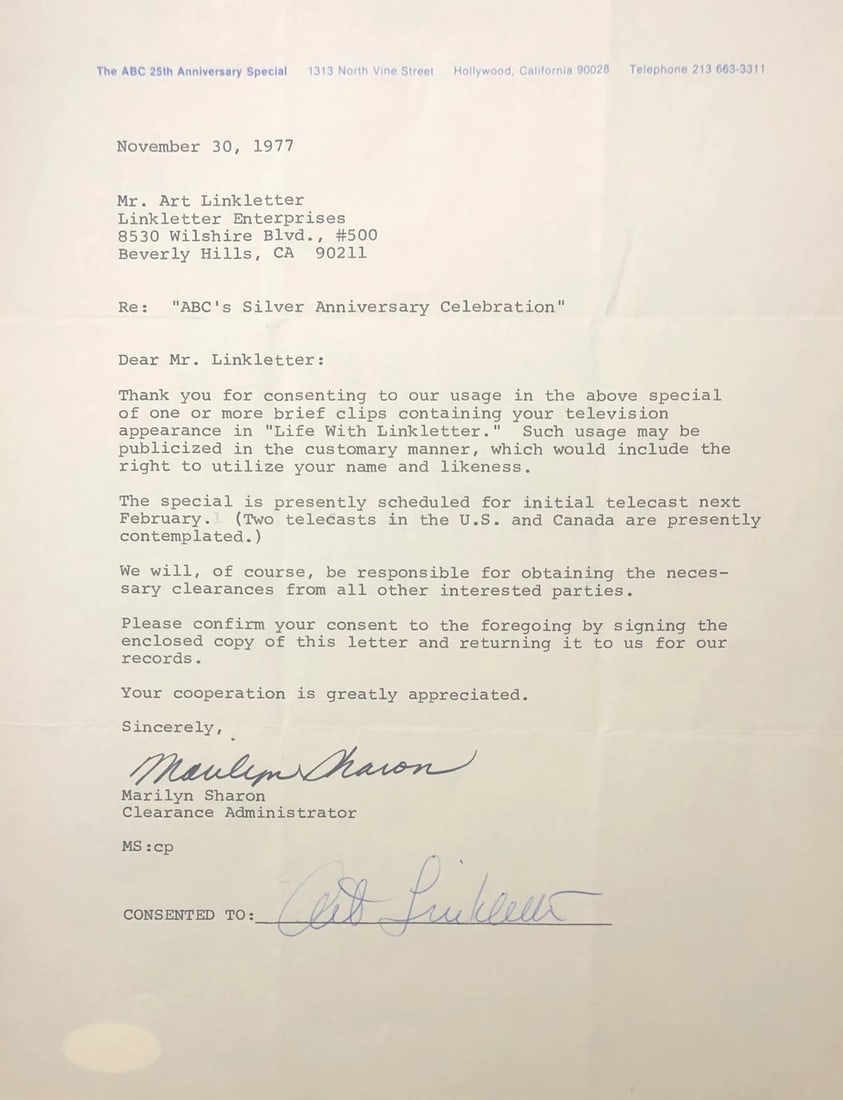 The ABC 25th Anniversary Special 1313 North Vine Street Hollywood, California 90028 Telephone 213 663-3311
November 30, 1977
Mr. Art Linkletter
Linkletter Enterprises
8530 Wilshire Blvd., #500
Beverly Hills, CA 90211
Re: "ABC's Silver Anniversary Celebration"
Dear Mr. Linkletter:
Thank you for consenting to our usage in the above special
of one or more brief clips containing your television
appearance in "Life With Linkletter." Such usage may be
publicized in the customary manner, which would include the
right to utilize your name and likeness.
The special is presently scheduled for initial telecast next
February. (Two telecasts in the U.S. and Canada are presently
contemplated.)
We will, of course, be responsible for obtaining the neces-
sary clearances from all other interested parties.
Please confirm your consent to the foregoing by signing the
enclosed copy of this letter and returning it to us for our
records.
Your cooperation is greatly appreciated.
Sincerely,
Marilyn Sharon
Marilyn Sharon
Clearance Administrator
MS:cp
CONSENTED TO: Art Linkletter